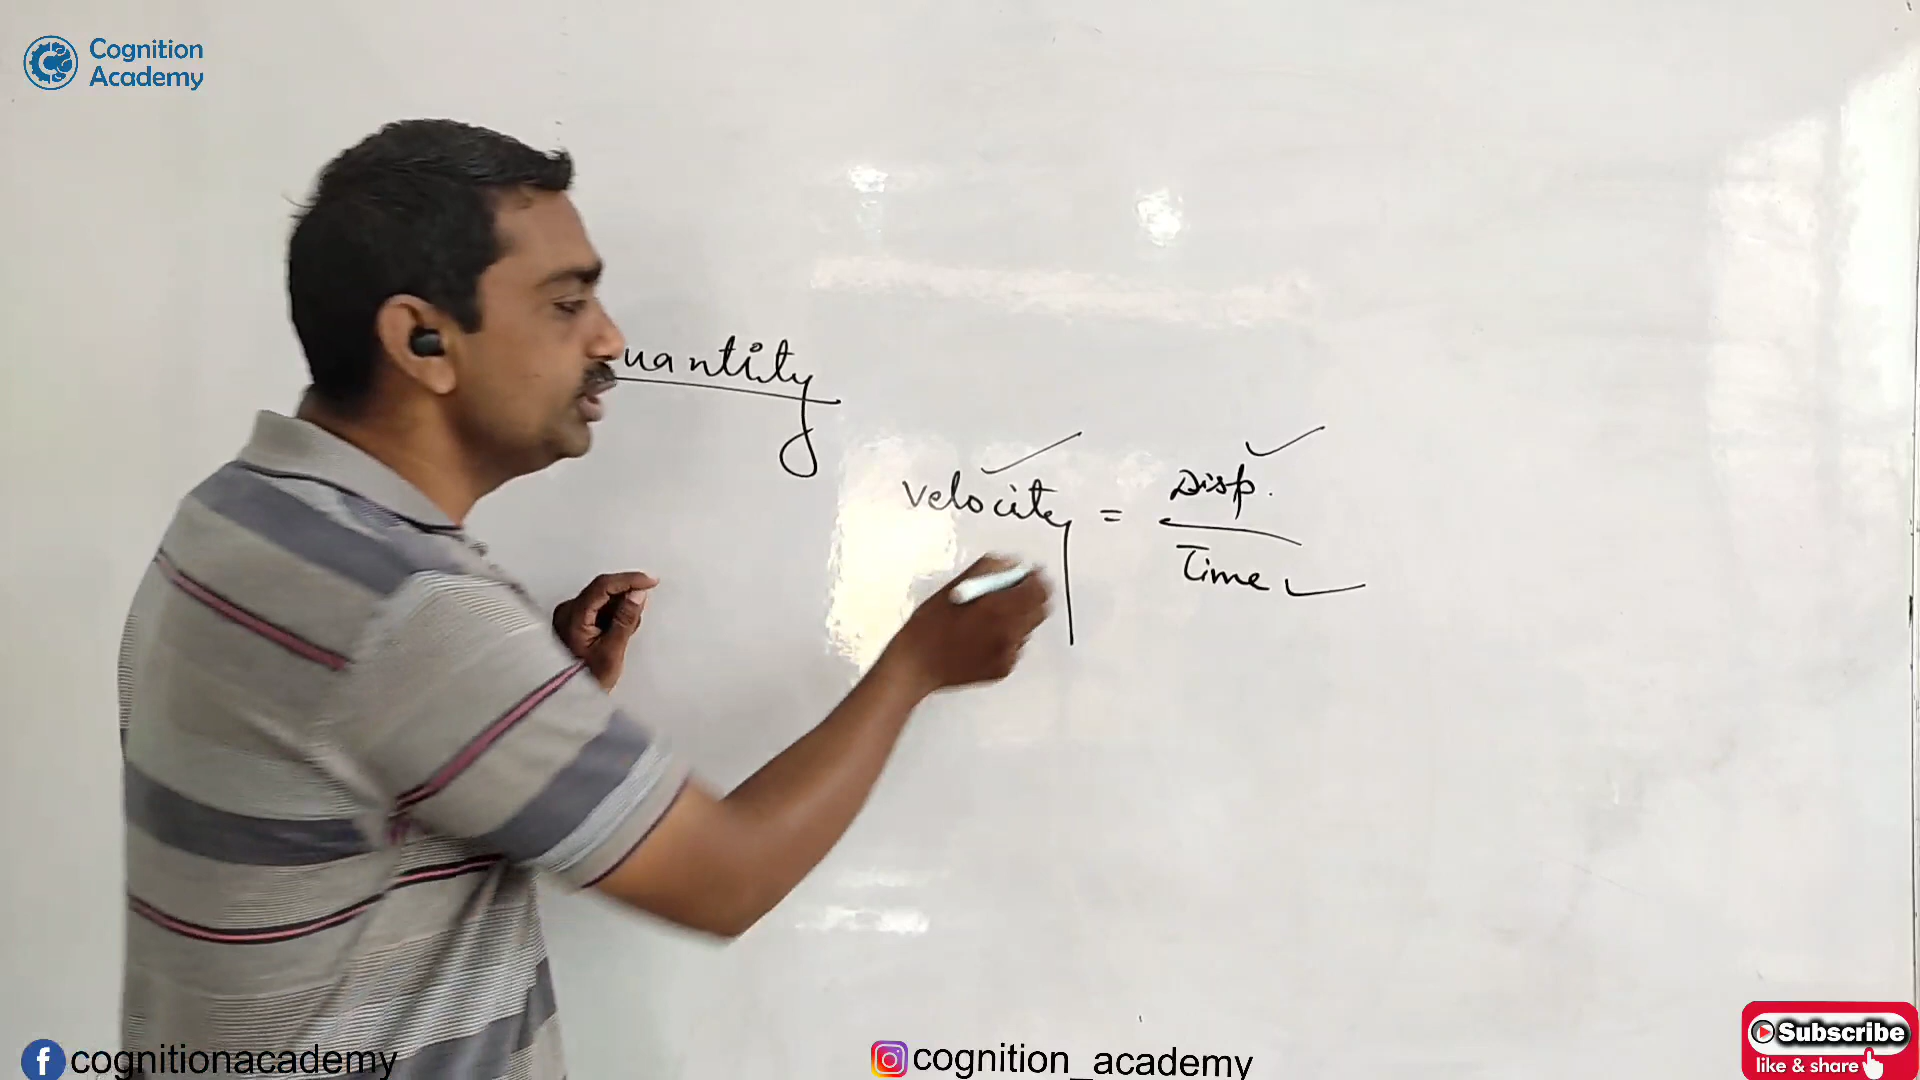 Cognition
Academy
uantity
Velocity = Disp.
Time
cognitionacademy
cognition_academy
Subscribe
like & share